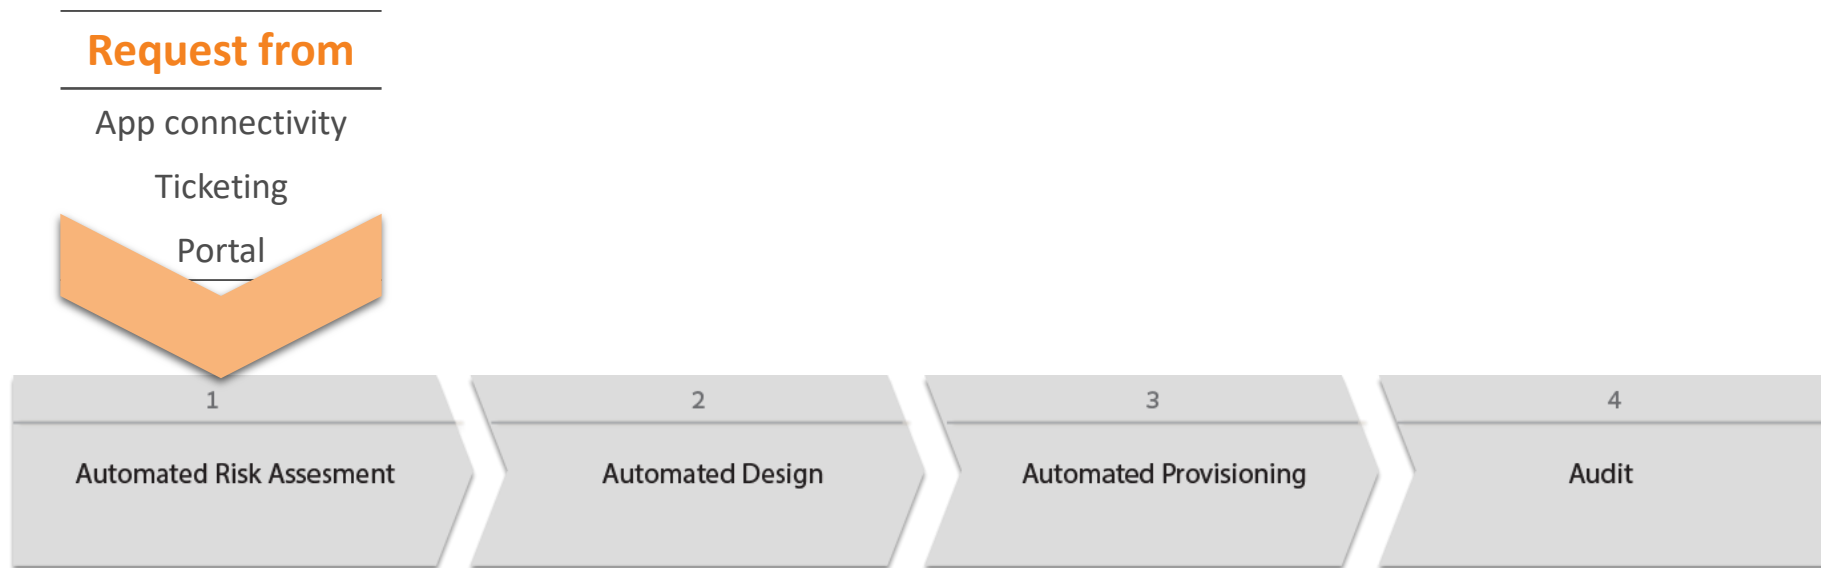 Request from
App connectivity
Ticketing
Portal
1
Automated Risk Assesment
2
Automated Design
3
Automated Provisioning
4
Audit